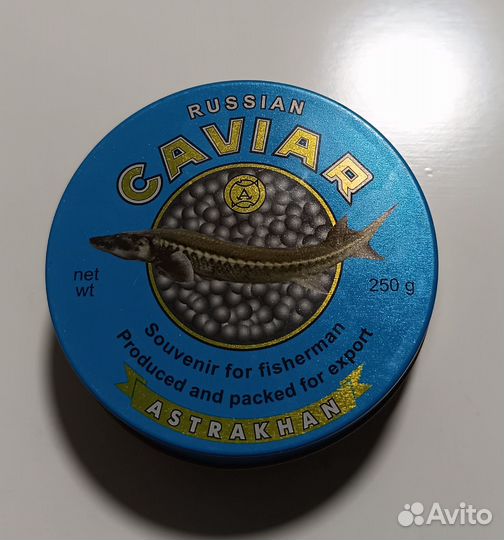 RUSSIAN
CAVIAR
A
net
wt
250 g
Souvenir for fisherman
Produced and packed for export
ASTRAKHAN
Avito